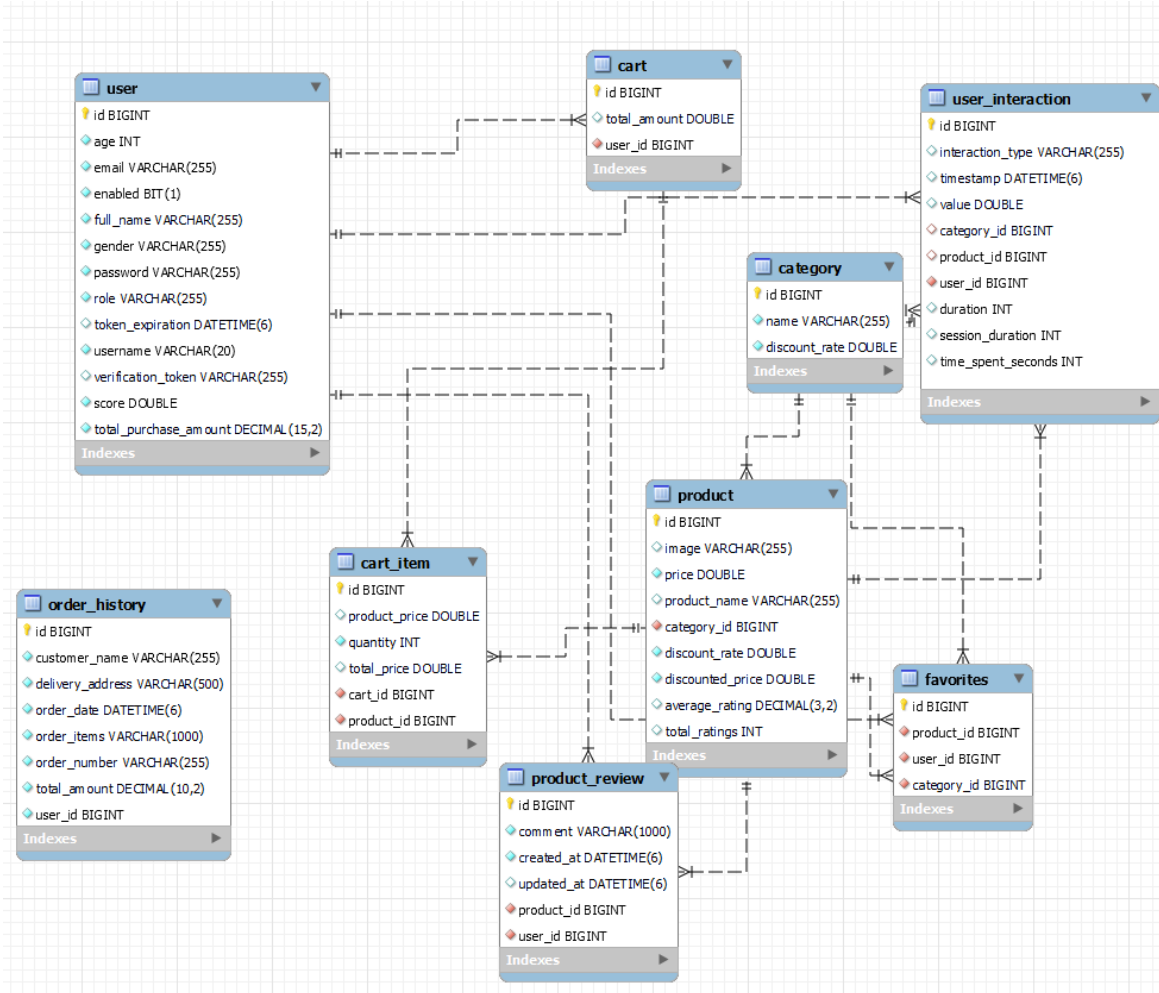 user
id BIGINT
age INT
email VARCHAR(255)
enabled BIT(1)
full_name VARCHAR(255)
gender VARCHAR(255)
password VARCHAR(255)
role VARCHAR(255)
token_expiration DATETIME(6)
username VARCHAR(20)
verification_token VARCHAR(255)
score DOUBLE
total_purchase_amount DECIMAL(15,2)
Indexes
cart
id BIGINT
total_amount DOUBLE
user_id BIGINT
Indexes
user_interaction
id BIGINT
interaction_type VARCHAR(255)
timestamp DATETIME(6)
value DOUBLE
category_id BIGINT
product_id BIGINT
user_id BIGINT
duration INT
session_duration INT
time_spent_seconds INT
Indexes
category
id BIGINT
name VARCHAR(255)
discount_rate DOUBLE
Indexes
product
id BIGINT
image VARCHAR(255)
price DOUBLE
product_name VARCHAR(255)
category_id BIGINT
discount_rate DOUBLE
discounted_price DOUBLE
average_rating DECIMAL(3,2)
total_ratings INT
Indexes
cart_item
id BIGINT
product_price DOUBLE
quantity INT
total_price DOUBLE
cart_id BIGINT
product_id BIGINT
Indexes
order_history
id BIGINT
customer_name VARCHAR(255)
delivery_address VARCHAR(500)
order_date DATETIME(6)
order_items VARCHAR(1000)
order_number VARCHAR(255)
total_amount DECIMAL(10,2)
user_id BIGINT
Indexes
favorites
id BIGINT
product_id BIGINT
user_id BIGINT
category_id BIGINT
Indexes
product_review
id BIGINT
comment VARCHAR(1000)
created_at DATETIME(6)
updated_at DATETIME(6)
product_id BIGINT
user_id BIGINT
Indexes